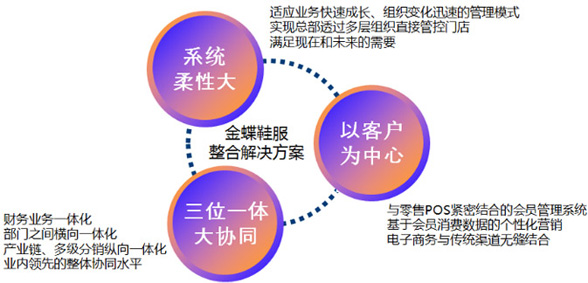 适应业务快速成长、组织变化迅速的管理模式
实现总部透过多层组织直接管控门店
满足现在和未来的需要
系统
柔性大
金蝶鞋服
整合解决方案
以客户
为中心
三位一体
大协同
财务业务一体化
部门之间横向一体化
产业链、多级分销纵向一体化
业内领先的整体协同水平
与零售POS紧密结合的会员管理系统
基于会员消费数据的个性化营销
电子商务与传统渠道无缝结合